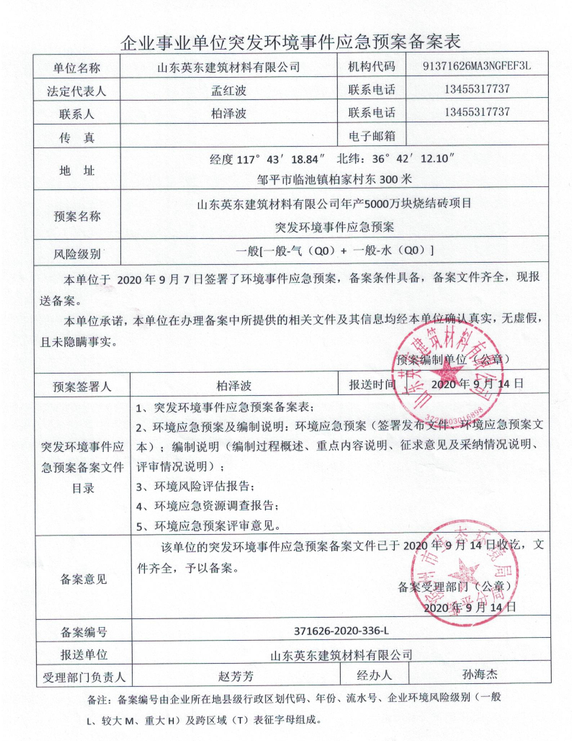 企业事业单位突发环境事件应急预案备案表
单位名称 山东英东建筑材料有限公司 机构代码 91371626MA3NGFEF3L
法定代表人 孟红波 联系电话 13455317737
联系人 柏泽波 联系电话 13455317737
传 真 电子邮箱
地 址 经度 117°43′18.84″ 北纬：36°42′12.10″
邹平市临池镇柏家村东 300 米
预案名称 山东英东建筑材料有限公司年产5000万块烧结砖项目
突发环境事件应急预案
风险级别 一般[一般-气（Q0）+ 一般-水（Q0）]
本单位于 2020 年 9 月 7 日签署了环境事件应急预案，备案条件具备，备案文件齐全，现报
送备案。
本单位承诺，本单位在办理备案中所提供的相关文件及其信息均经本单位确认真实，无虚假，
且未隐瞒事实。
预案编制单位（公章）
预案签署人 柏泽波 报送时间 2020 年 9 月 14 日
突发环境事件应急预案备案文件目录
1、突发环境事件应急预案备案表；
2、环境应急预案及编制说明：环境应急预案（签署发布文件、环境应急预案文
本）；编制说明（编制过程概述、重点内容说明、征求意见及采纳情况说明、
评审情况说明）；
3、环境风险评估报告；
4、环境应急资源调查报告；
5、环境应急预案评审意见。
备案意见 该单位的突发环境事件应急预案备案文件已于 2020 年 9 月 14 日收讫，文
件齐全，予以备案。
备案受理部门（公章）
2020 年 9 月 14 日
备案编号 371626-2020-336-L
报送单位 山东英东建筑材料有限公司
受理部门负责人 赵芳芳 经办人 孙海杰
备注：备案编号由企业所在地县级行政区划代码、年份、流水号、企业环境风险级别（一般
L、较大 M、重大 H）及跨区域（T）表征字母组成。
山东英东建筑材料有限公司